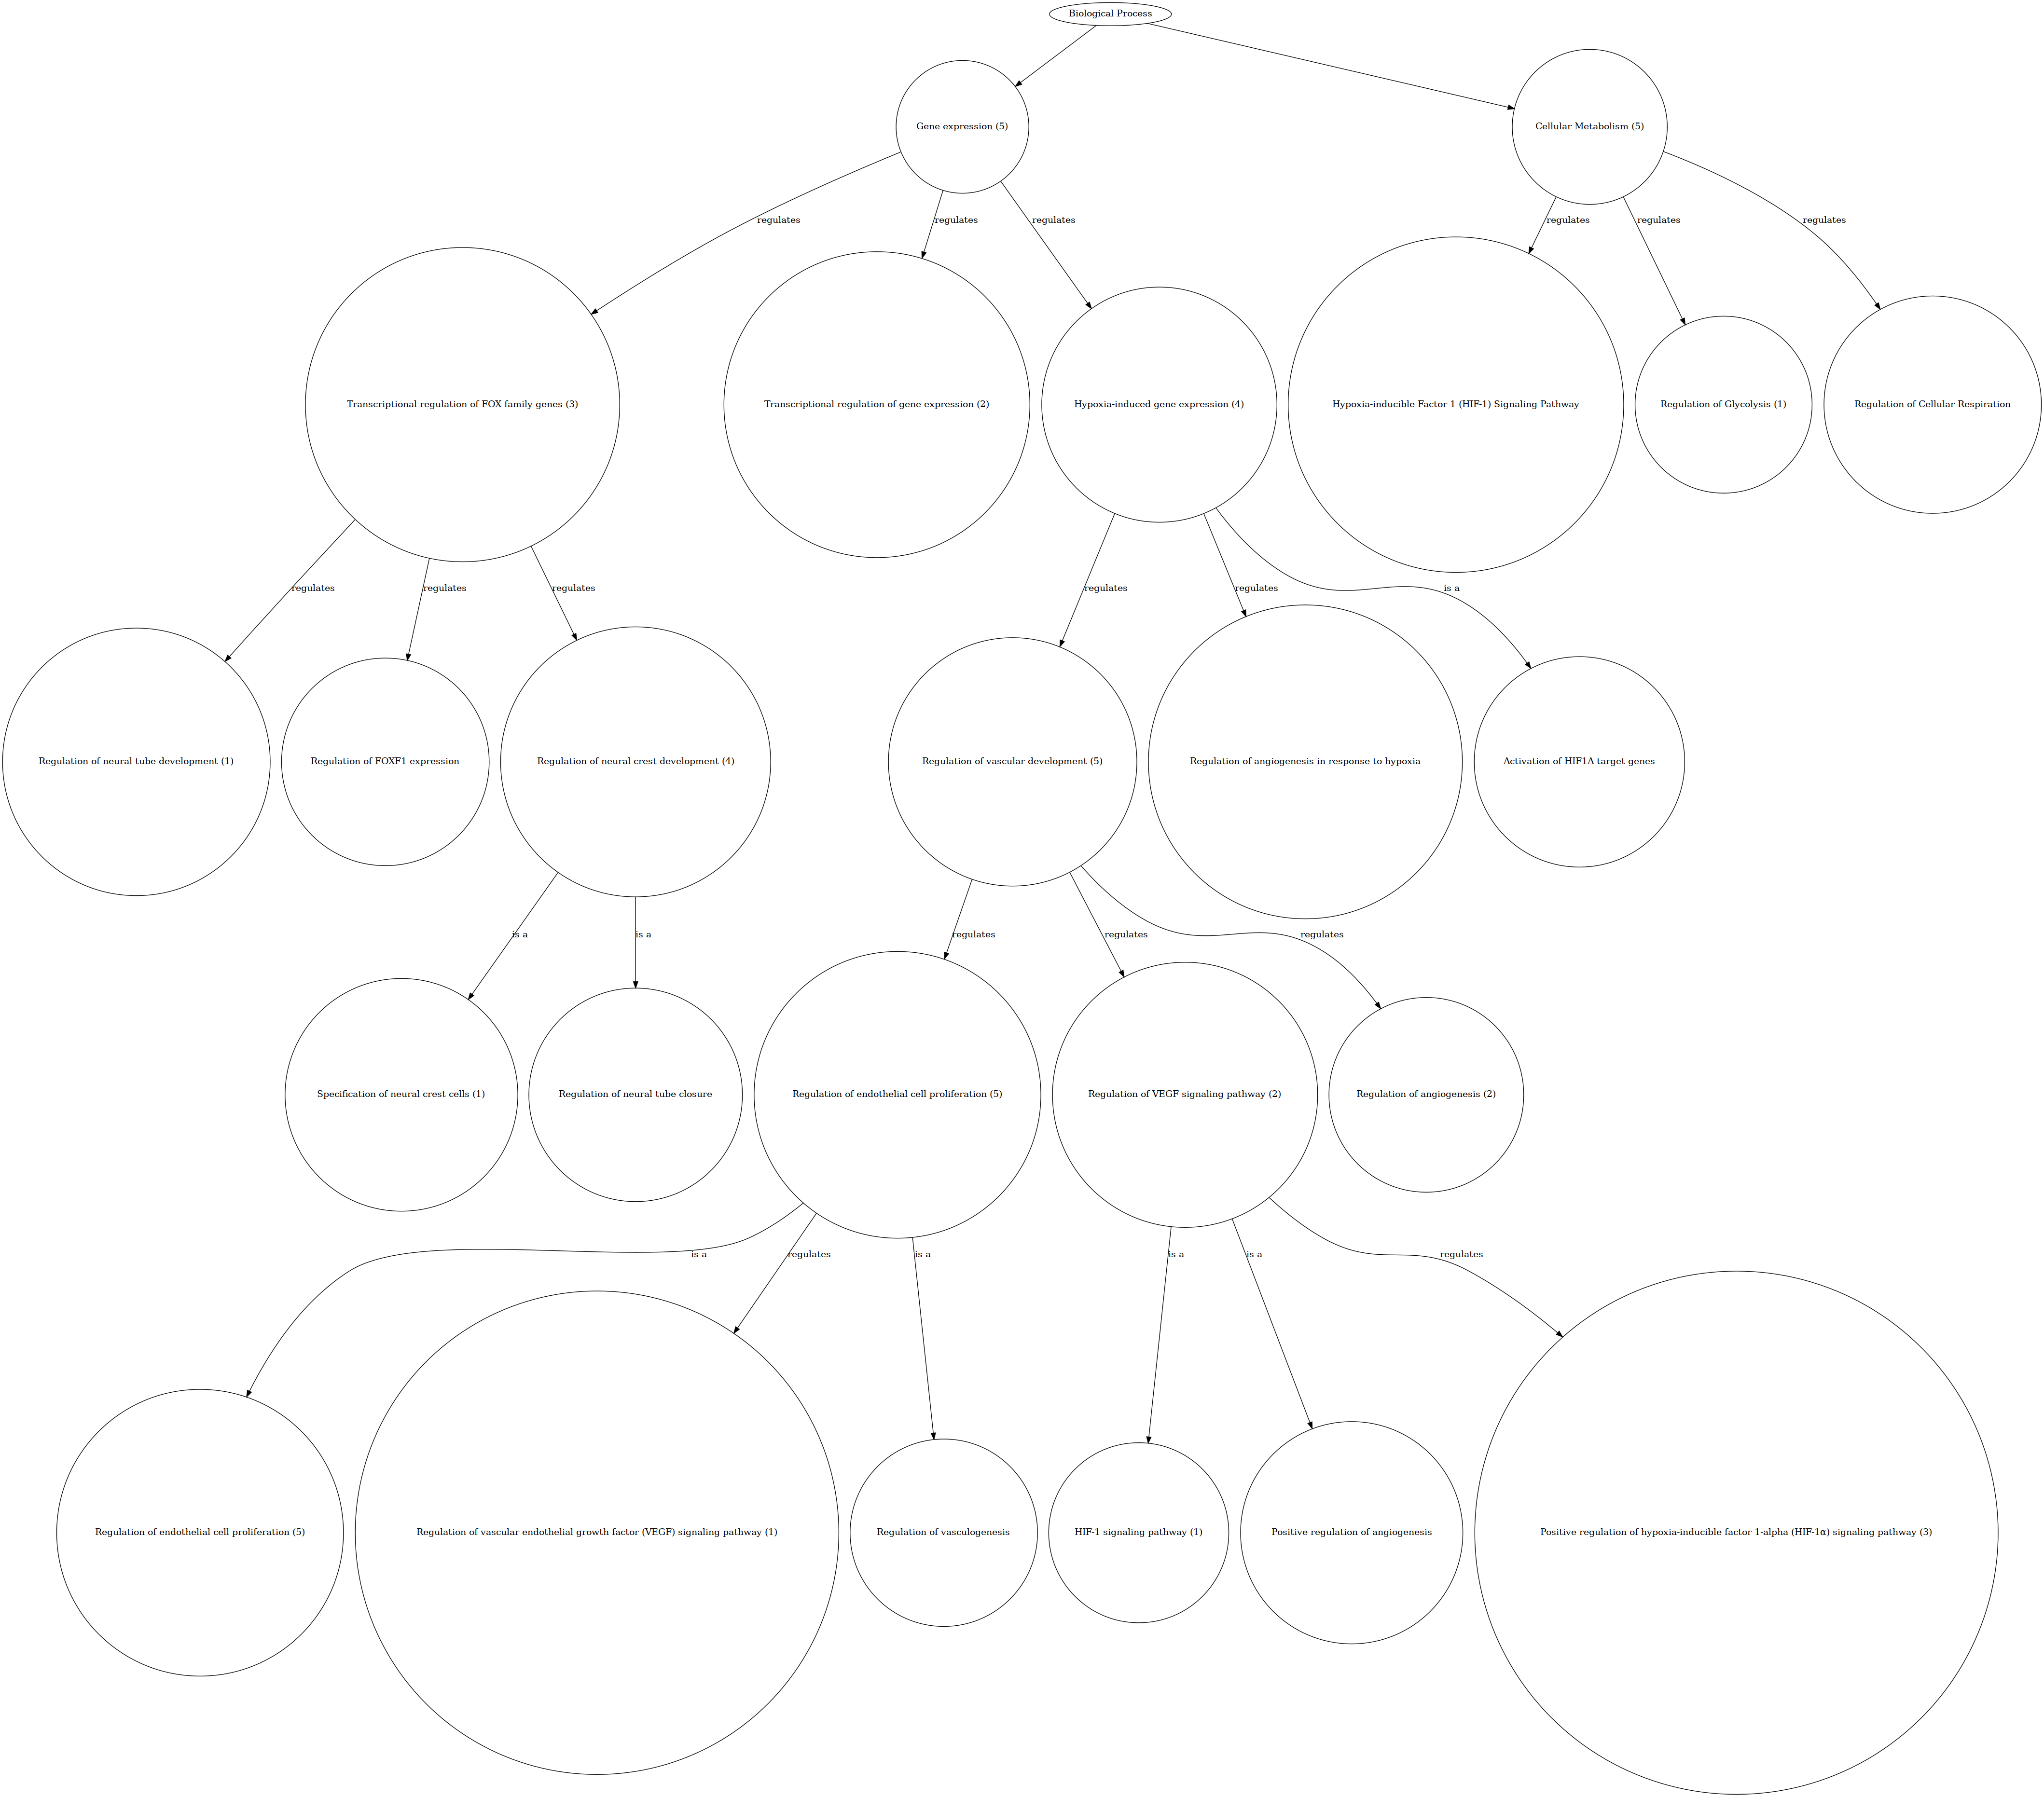 Biological Process
Gene expression (5)
Cellular Metabolism (5)
regulates
regulates
regulates
regulates
regulates
regulates
Transcriptional regulation of FOX family genes (3)
Transcriptional regulation of gene expression (2)
Hypoxia-induced gene expression (4)
Hypoxia-inducible Factor 1 (HIF-1) Signaling Pathway
Regulation of Glycolysis (1)
Regulation of Cellular Respiration
regulates
regulates
regulates
regulates
regulates
is a
Regulation of neural tube development (1)
Regulation of FOXF1 expression
Regulation of neural crest development (4)
Regulation of vascular development (5)
Regulation of angiogenesis in response to hypoxia
Activation of HIF1A target genes
is a
is a
regulates
regulates
regulates
Specification of neural crest cells (1)
Regulation of neural tube closure
Regulation of endothelial cell proliferation (5)
Regulation of VEGF signaling pathway (2)
Regulation of angiogenesis (2)
is a
regulates
is a
is a
is a
regulates
Regulation of endothelial cell proliferation (5)
Regulation of vascular endothelial growth factor (VEGF) signaling pathway (1)
Regulation of vasculogenesis
HIF-1 signaling pathway (1)
Positive regulation of angiogenesis
Positive regulation of hypoxia-inducible factor 1-alpha (HIF-1α) signaling pathway (3)